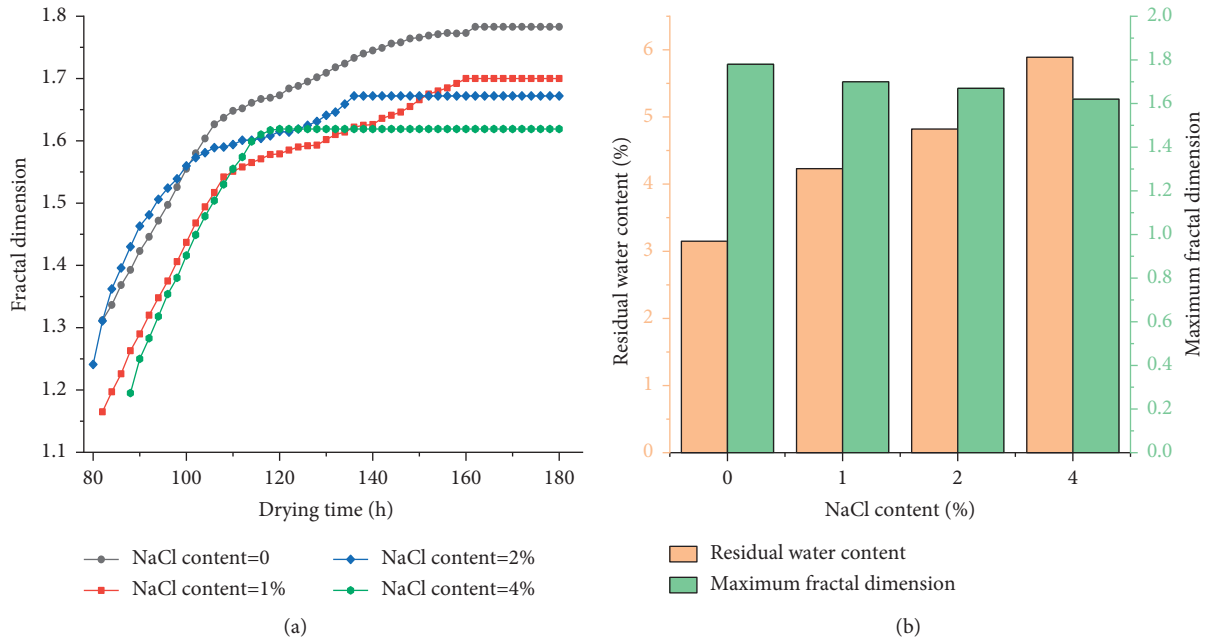 (a)
1.8
1.7
1.6
1.5
1.4
1.3
1.2
1.1
Fractal dimension
80 100 120 140 160 180
Drying time (h)
NaCl content=0 NaCl content=2%
NaCl content=1% NaCl content=4%
(a)
(b)
6
5
4
3
2
1
0
Residual water content (%)
2.0
1.8
1.6
1.4
1.2
1.0
0.8
0.6
0.4
0.2
0.0
Maximum fractal dimension
0 1 2 4
NaCl content (%)
Residual water content
Maximum fractal dimension
(b)